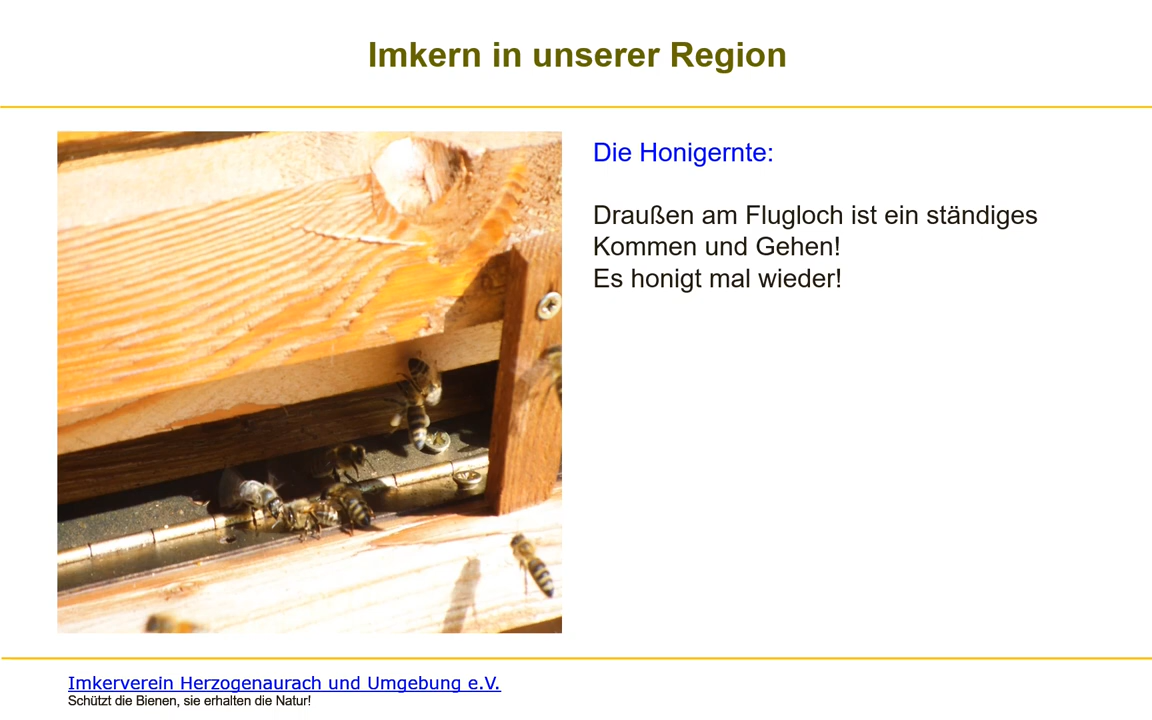 Imkern in unserer Region
Die Honigernte:
Draußen am Flugloch ist ein ständiges
Kommen und Gehen!
Es honigt mal wieder!
Imkerverein Herzogenaurach und Umgebung e.V.
Schützt die Bienen, sie erhalten die Natur!